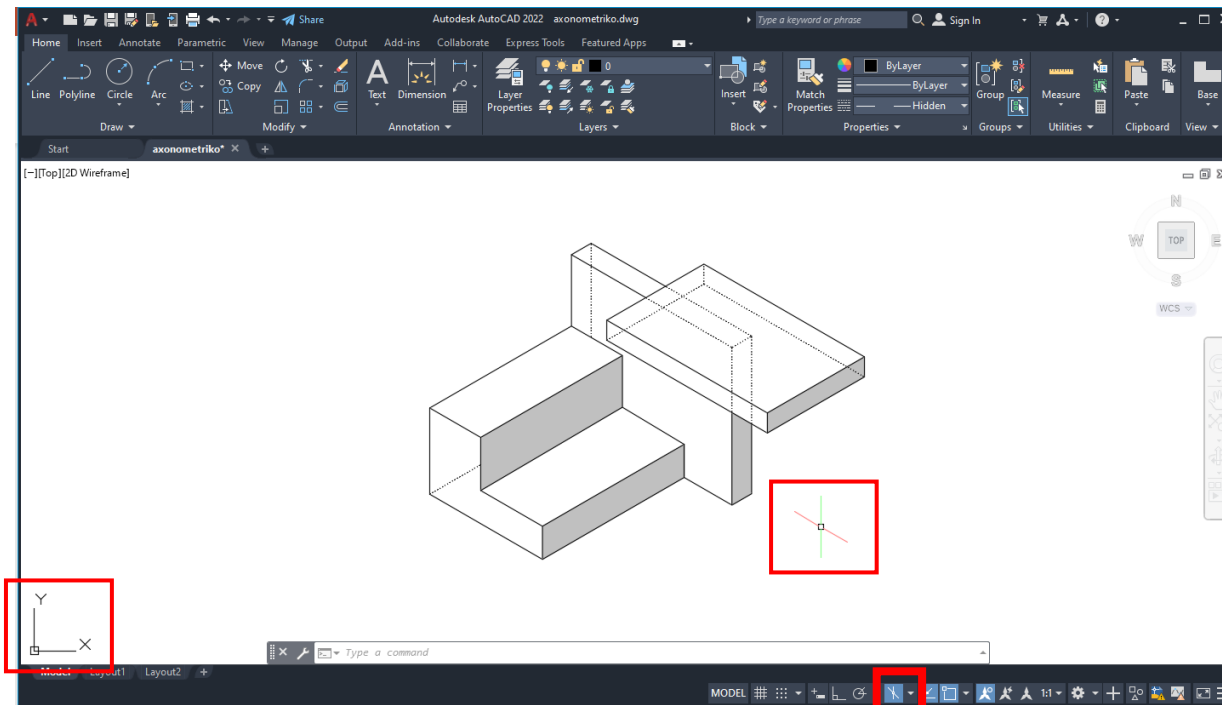 A Share Autodesk AutoCAD 2022 axonometriko.dwg Type a keyword or phrase Sign In
Home Insert Annotate Parametric View Manage Output Add-ins Collaborate Express Tools Featured Apps
Line Polyline Circle Arc
Move
Copy
Text Dimension
Layer Properties
0
Insert
Match Properties
ByLayer
ByLayer
Hidden
Group
Measure
Paste
Base
Draw Modify Annotation Layers Block Properties Groups Utilities Clipboard View
Start axonometriko* +
[−][Top][2D Wireframe]
N
W TOP E
S
WCS
Y
X
Type a command
Model Layout1 Layout2 +
MODEL 1:1